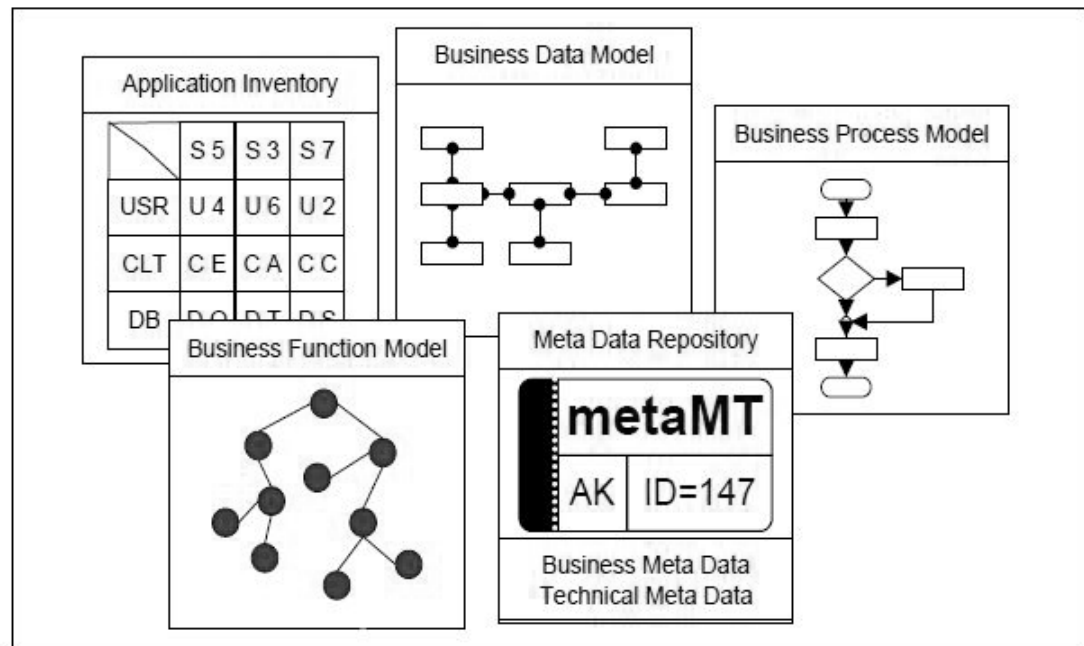 Application Inventory
S 5 S 3 S 7
USR U 4 U 6 U 2
CLT C E C A C C
DB
Business Data Model
Business Process Model
Business Function Model
Meta Data Repository
metaMT
AK ID=147
Business Meta Data
Technical Meta Data